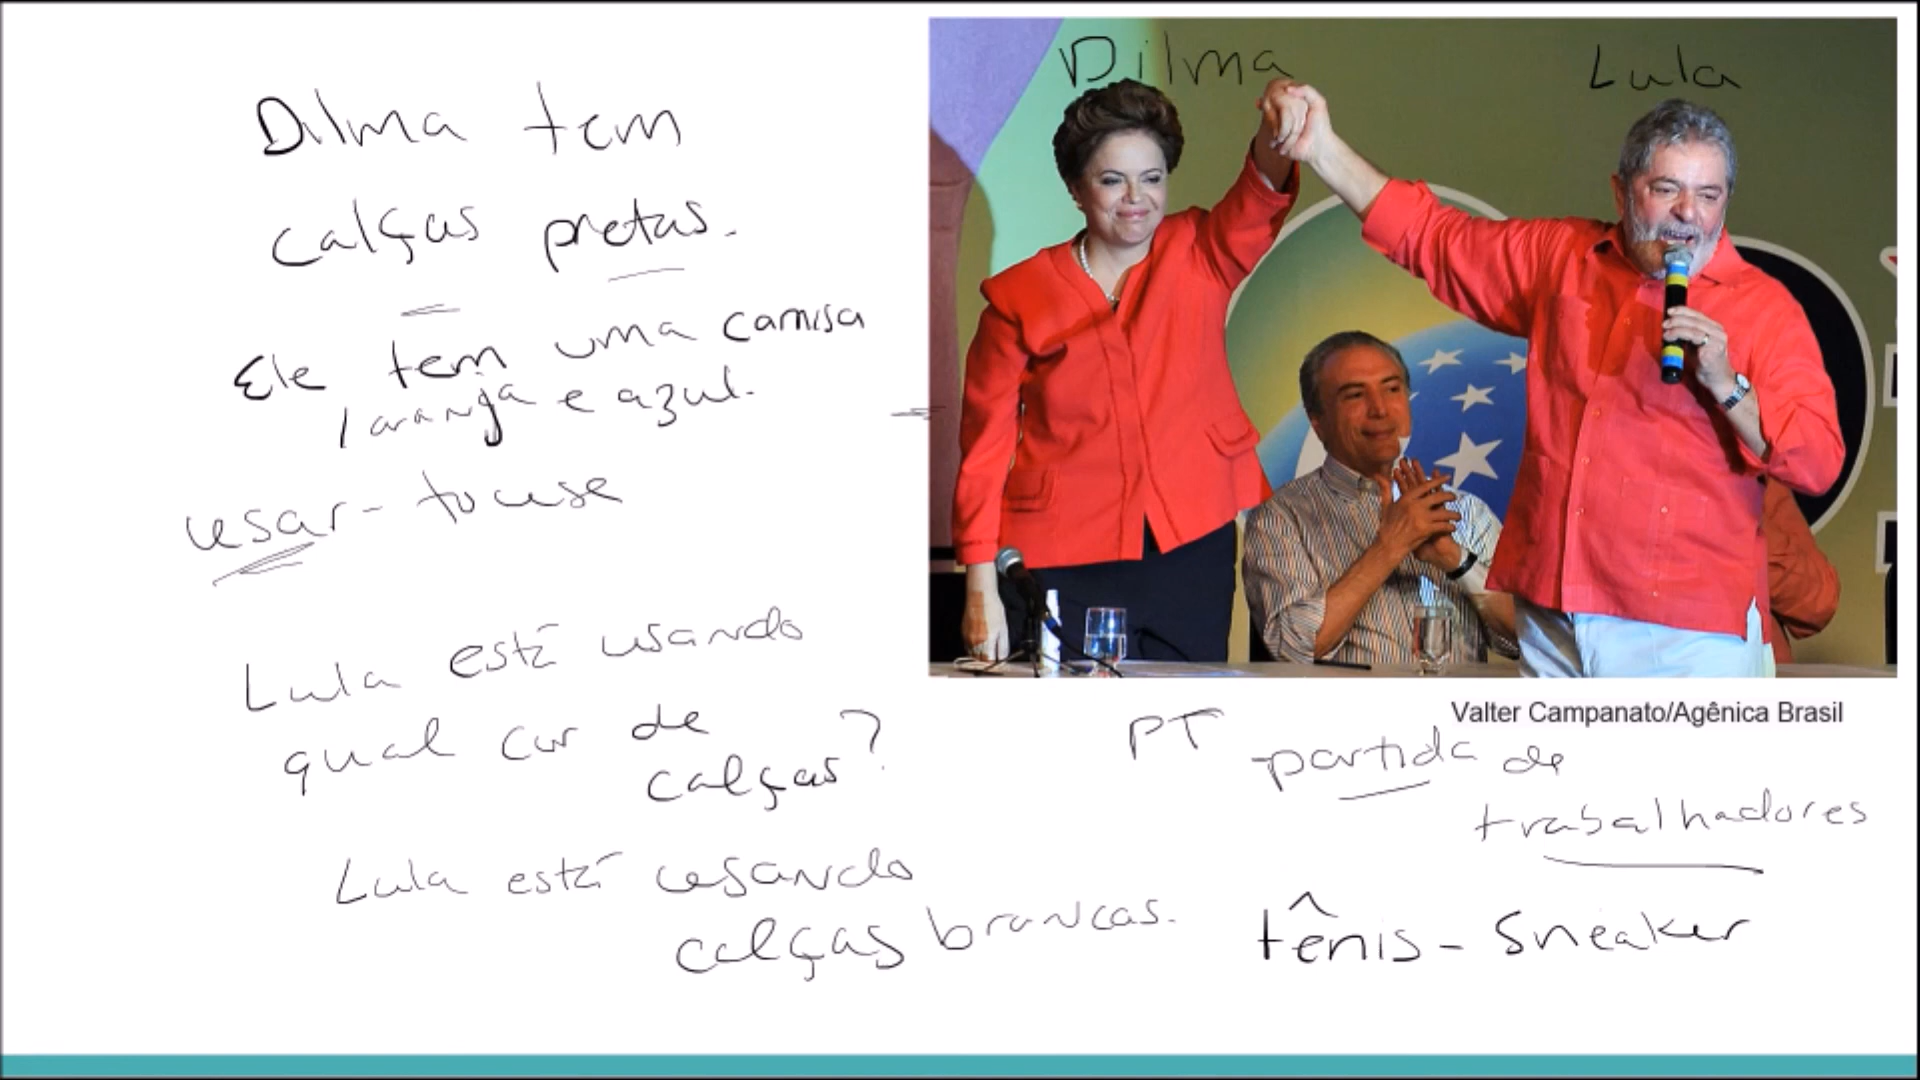 Dilma tem
calças pretas.
Ele tem uma camisa
laranja e azul.
usar - to use
Lula está usando
qual cor de
calças?
Lula está usando
calças brancas.
Dilma
Lula
Valter Campanato/Agênica Brasil
PT
- partida de
trabalhadores
tênis - Sneaker